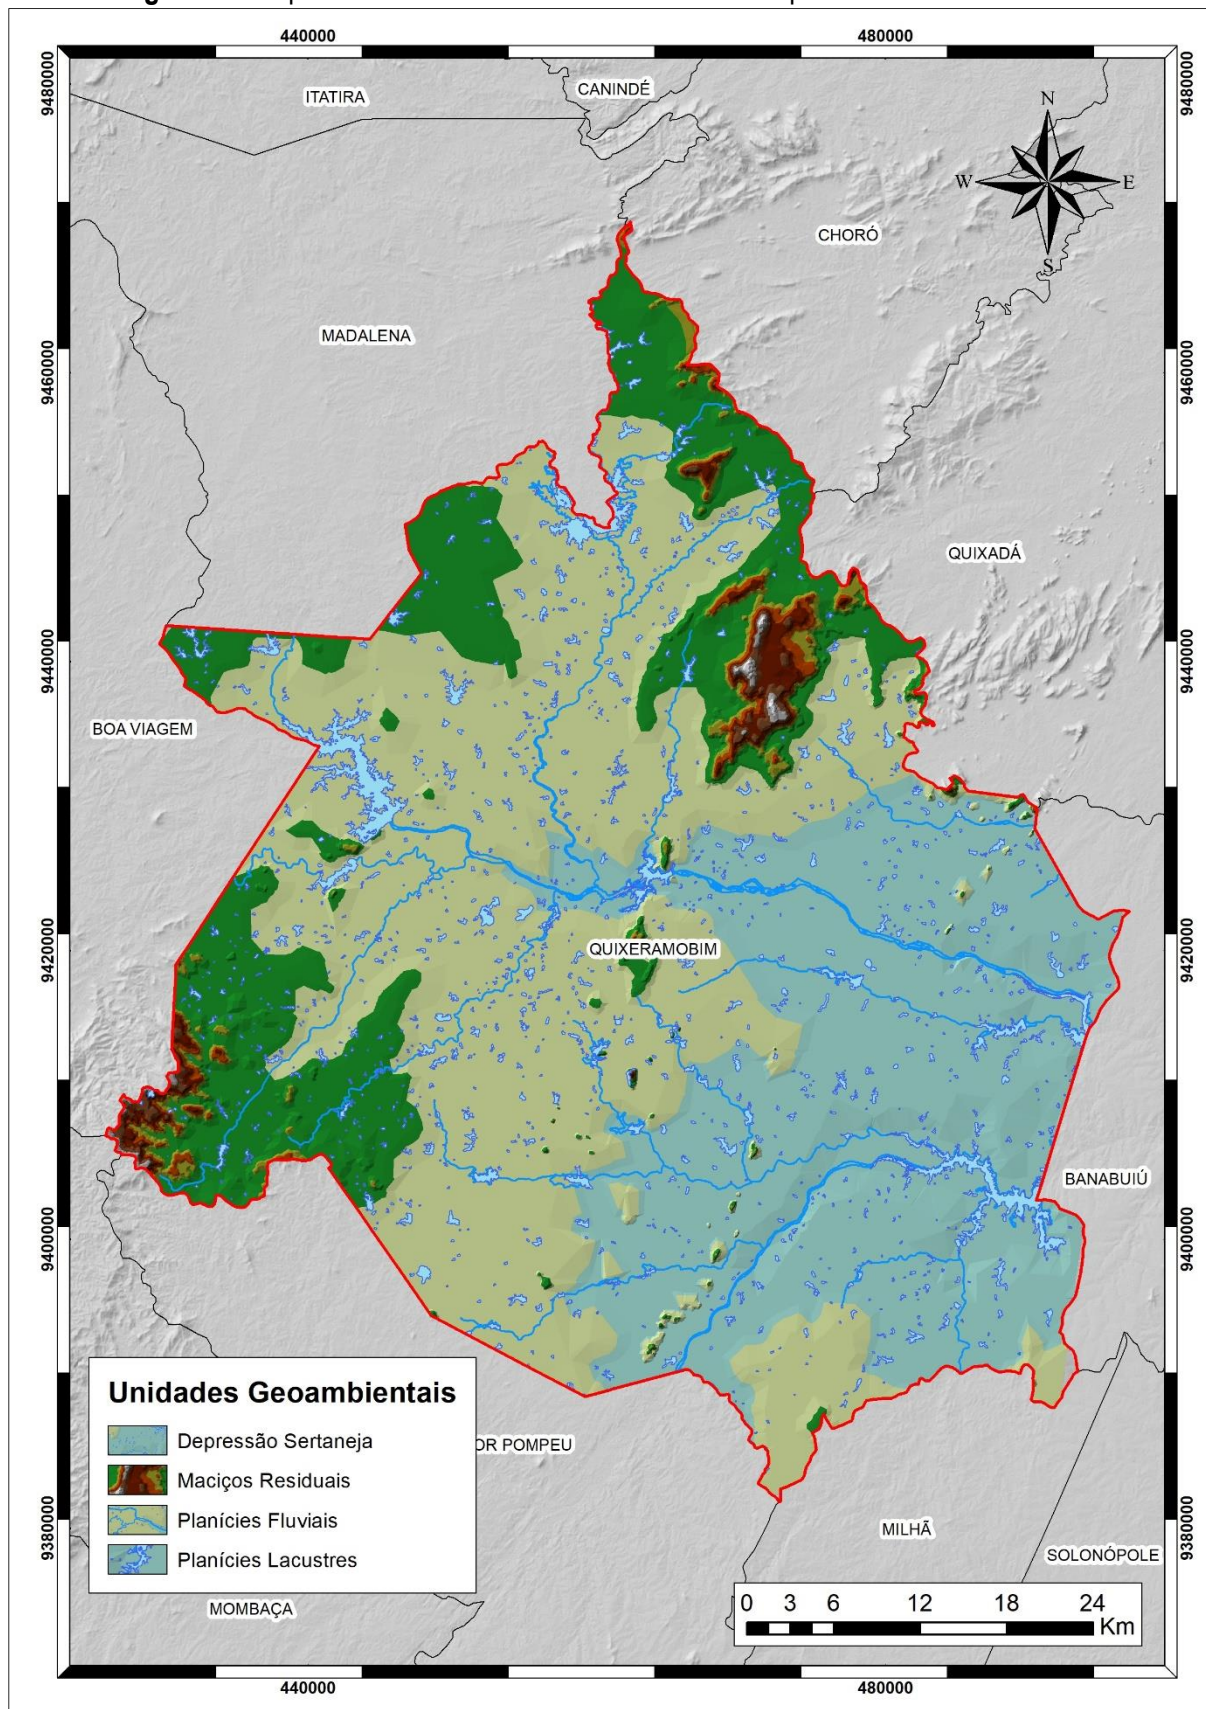 440000 480000
9480000 9480000
ITATIRA
CANINDÉ
N
W E
S
CHORÓ
MADALENA
9460000 9460000
QUIXADÁ
9440000 9440000
BOA VIAGEM
QUIXERAMOBIM
9420000 9420000
BANABUIÚ
9400000 9400000
Unidades Geoambientais
Depressão Sertaneja
Maciços Residuais
Planícies Fluviais
Planícies Lacustres
OR POMPEU
9380000 9380000
MILHÃ
SOLONÓPOLE
MOMBAÇA
0 3 6 12 18 24
Km
440000 480000